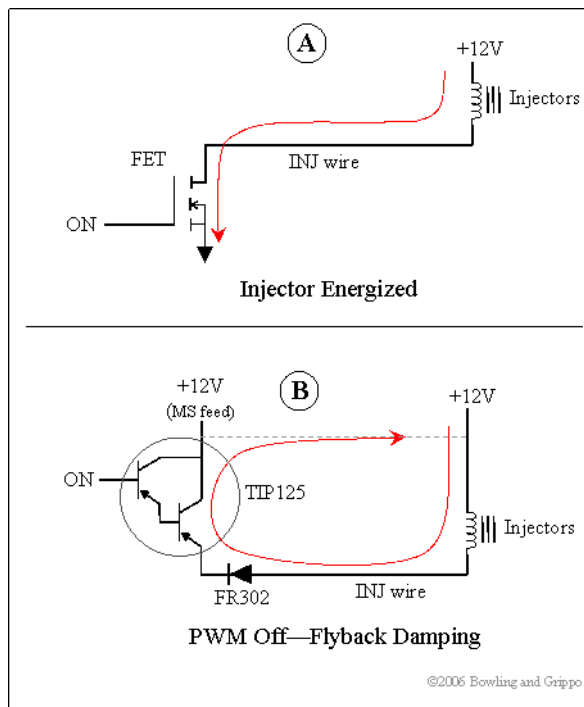 A
+12V
Injectors
FET
INJ wire
ON
Injector Energized
+12V
(MS feed)
B
+12V
ON
TIP125
Injectors
FR302
INJ wire
PWM Off—Flyback Damping
©2006 Bowling and Grippo